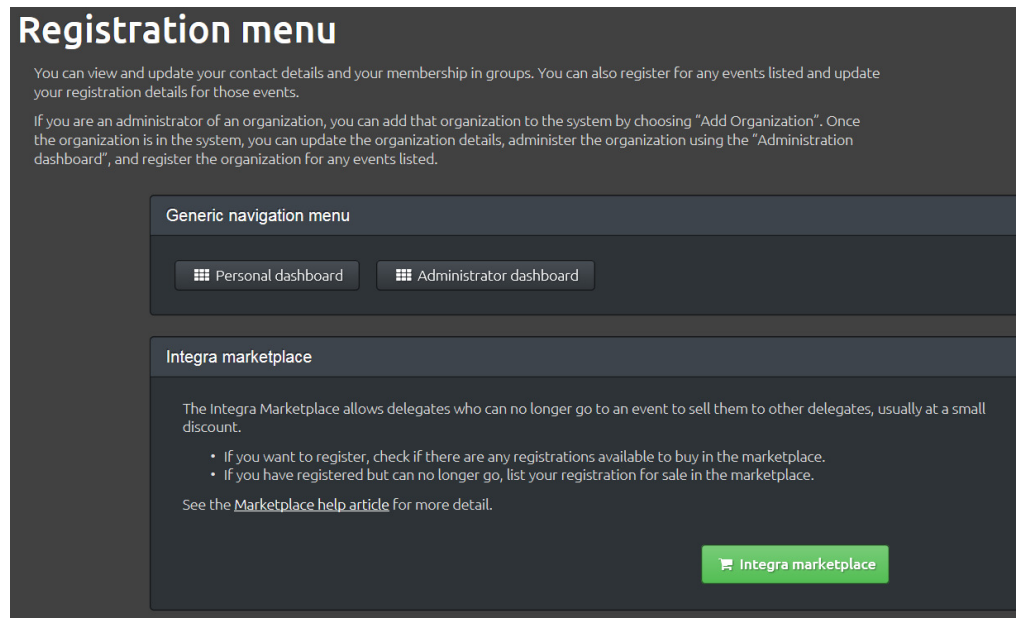 Registration menu
You can view and update your contact details and your membership in groups. You can also register for any events listed and update
your registration details for those events.
If you are an administrator of an organization, you can add that organization to the system by choosing "Add Organization". Once
the organization is in the system, you can update the organization details, administer the organization using the "Administration
dashboard", and register the organization for any events listed.
Generic navigation menu
Personal dashboard
Administrator dashboard
Integra marketplace
The Integra Marketplace allows delegates who can no longer go to an event to sell them to other delegates, usually at a small
discount.
• If you want to register, check if there are any registrations available to buy in the marketplace.
• If you have registered but can no longer go, list your registration for sale in the marketplace.
See the Marketplace help article for more detail.
Integra marketplace